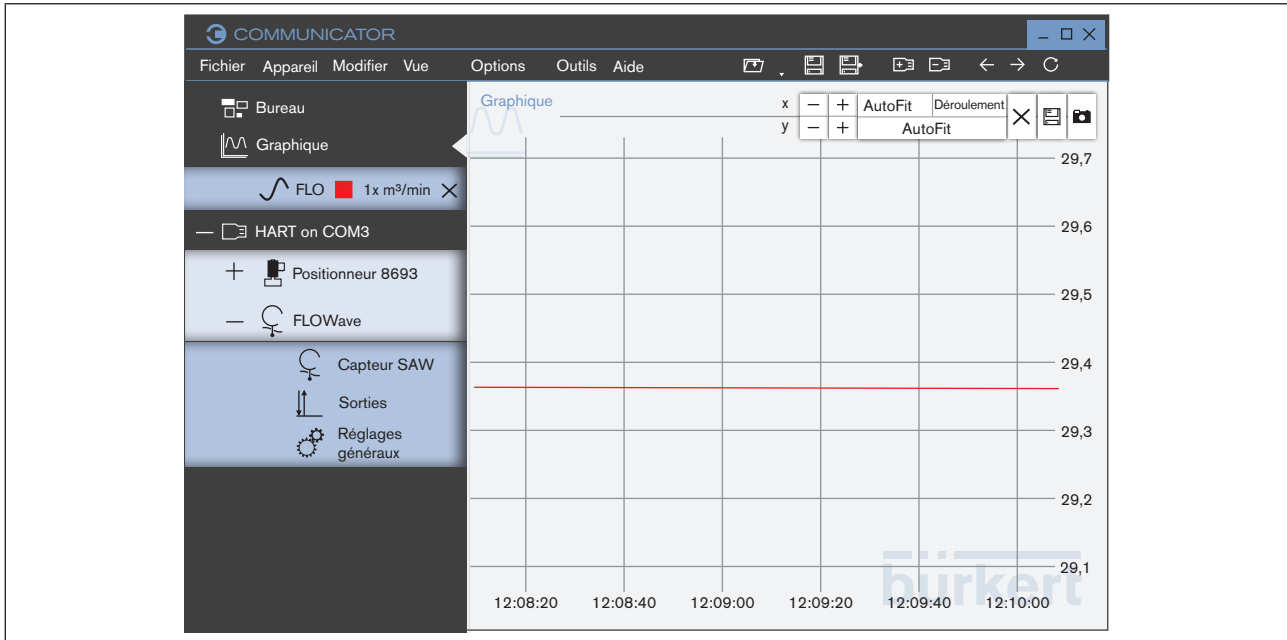 COMMUNICATOR
Fichier Appareil Modifier Vue Options Outils Aide
Bureau
Graphique
FLO 1x m³/min
HART on COM3
Positionneur 8693
FLOWave
Capteur SAW
Sorties
Réglages
généraux
Graphique
x − + AutoFit Déroulement
y − + AutoFit
29,7
29,6
29,5
29,4
29,3
29,2
29,1
12:08:20 12:08:40 12:09:00 12:09:20 12:09:40 12:10:00
bürkert